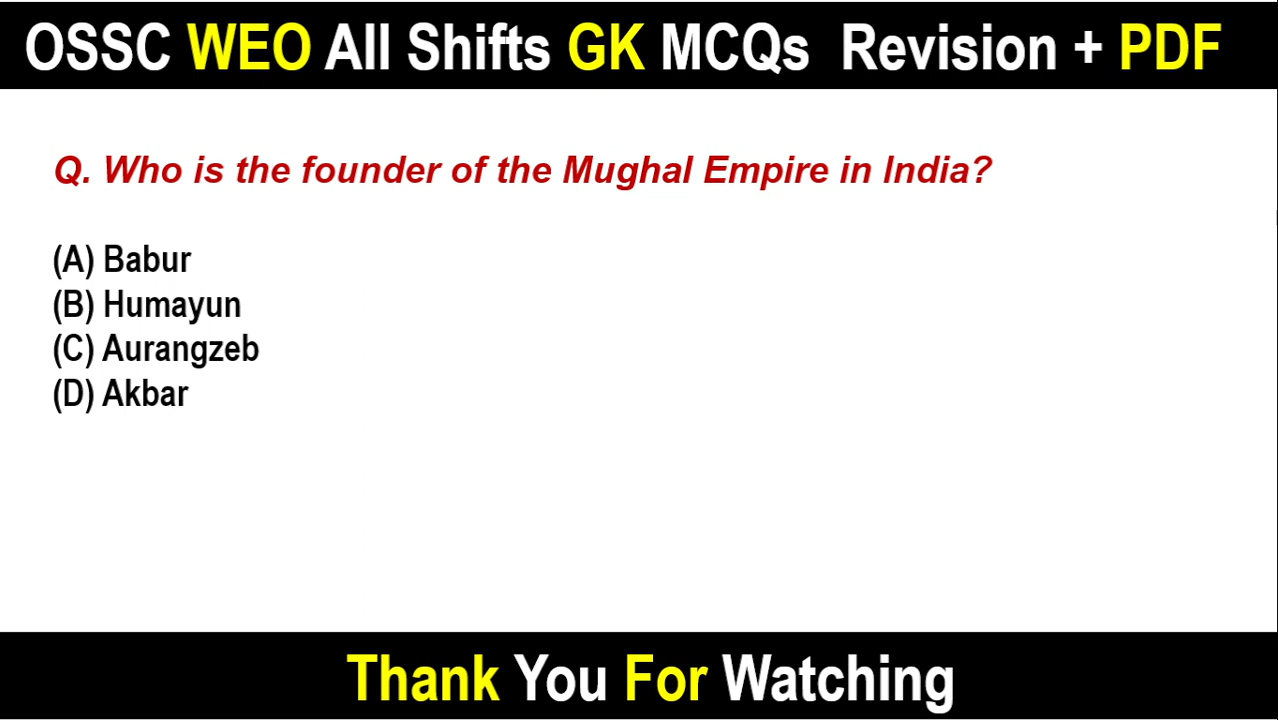 OSSC WEO All Shifts GK MCQs Revision + PDF
Q. Who is the founder of the Mughal Empire in India?
(A) Babur
(B) Humayun
(C) Aurangzeb
(D) Akbar
Thank You For Watching